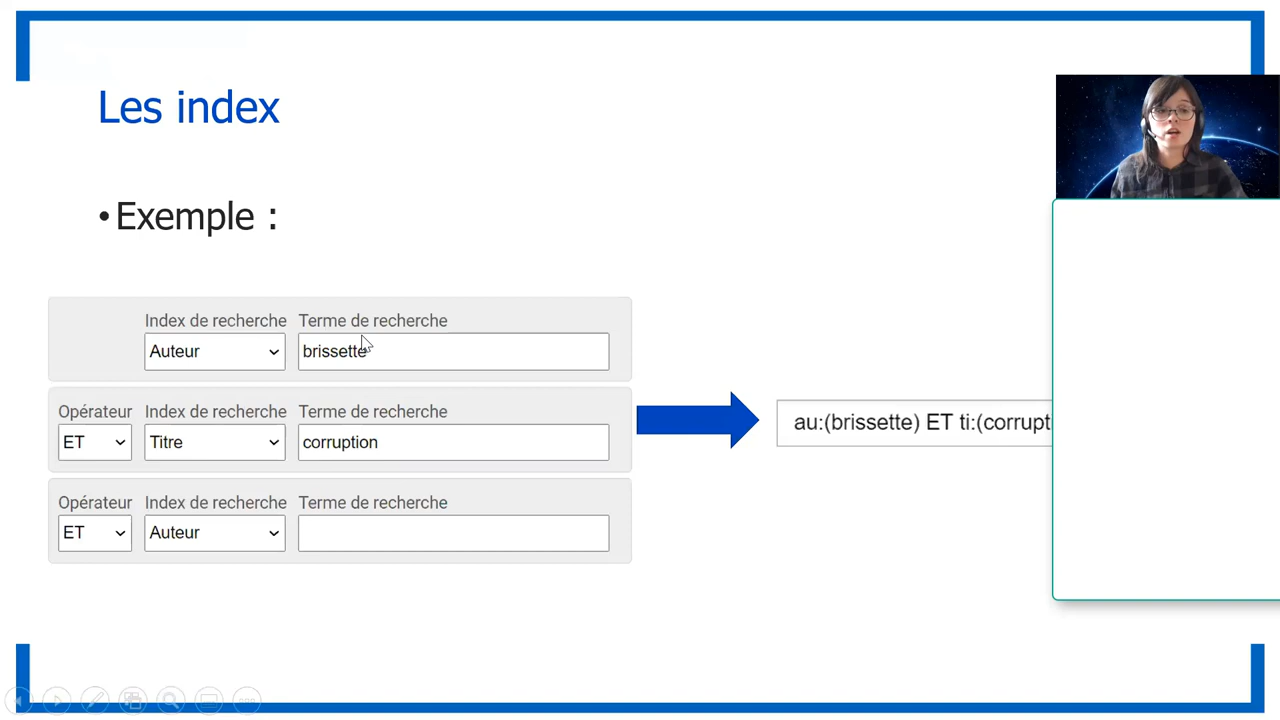 Les index
• Exemple :
Index de recherche Terme de recherche
Auteur brissette
Opérateur Index de recherche Terme de recherche
ET Titre corruption
au:(brissette) ET ti:(corrupt
Opérateur Index de recherche Terme de recherche
ET Auteur